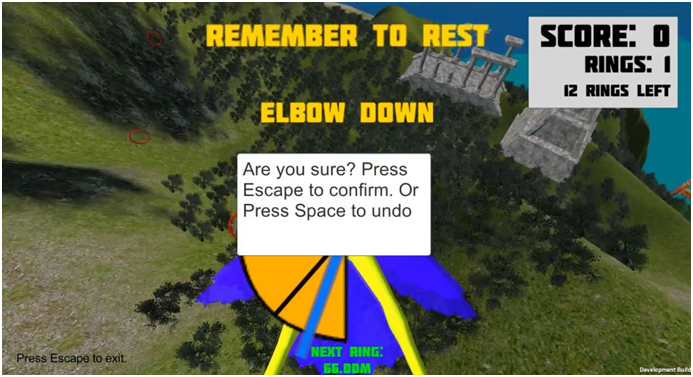 REMEMBER TO REST
SCORE: 0
RINGS: 1
12 RINGS LEFT
ELBOW DOWN
Are you sure? Press
Escape to confirm. Or
Press Space to undo
NEXT RING:
66.00M
Press Escape to exit.
Development Build